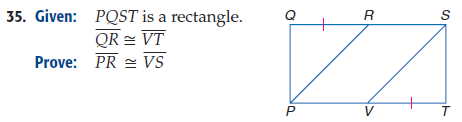 35. Given: PQST is a rectangle.
QR ≅ VT
Prove: PR ≅ VS
Q R S
P V T